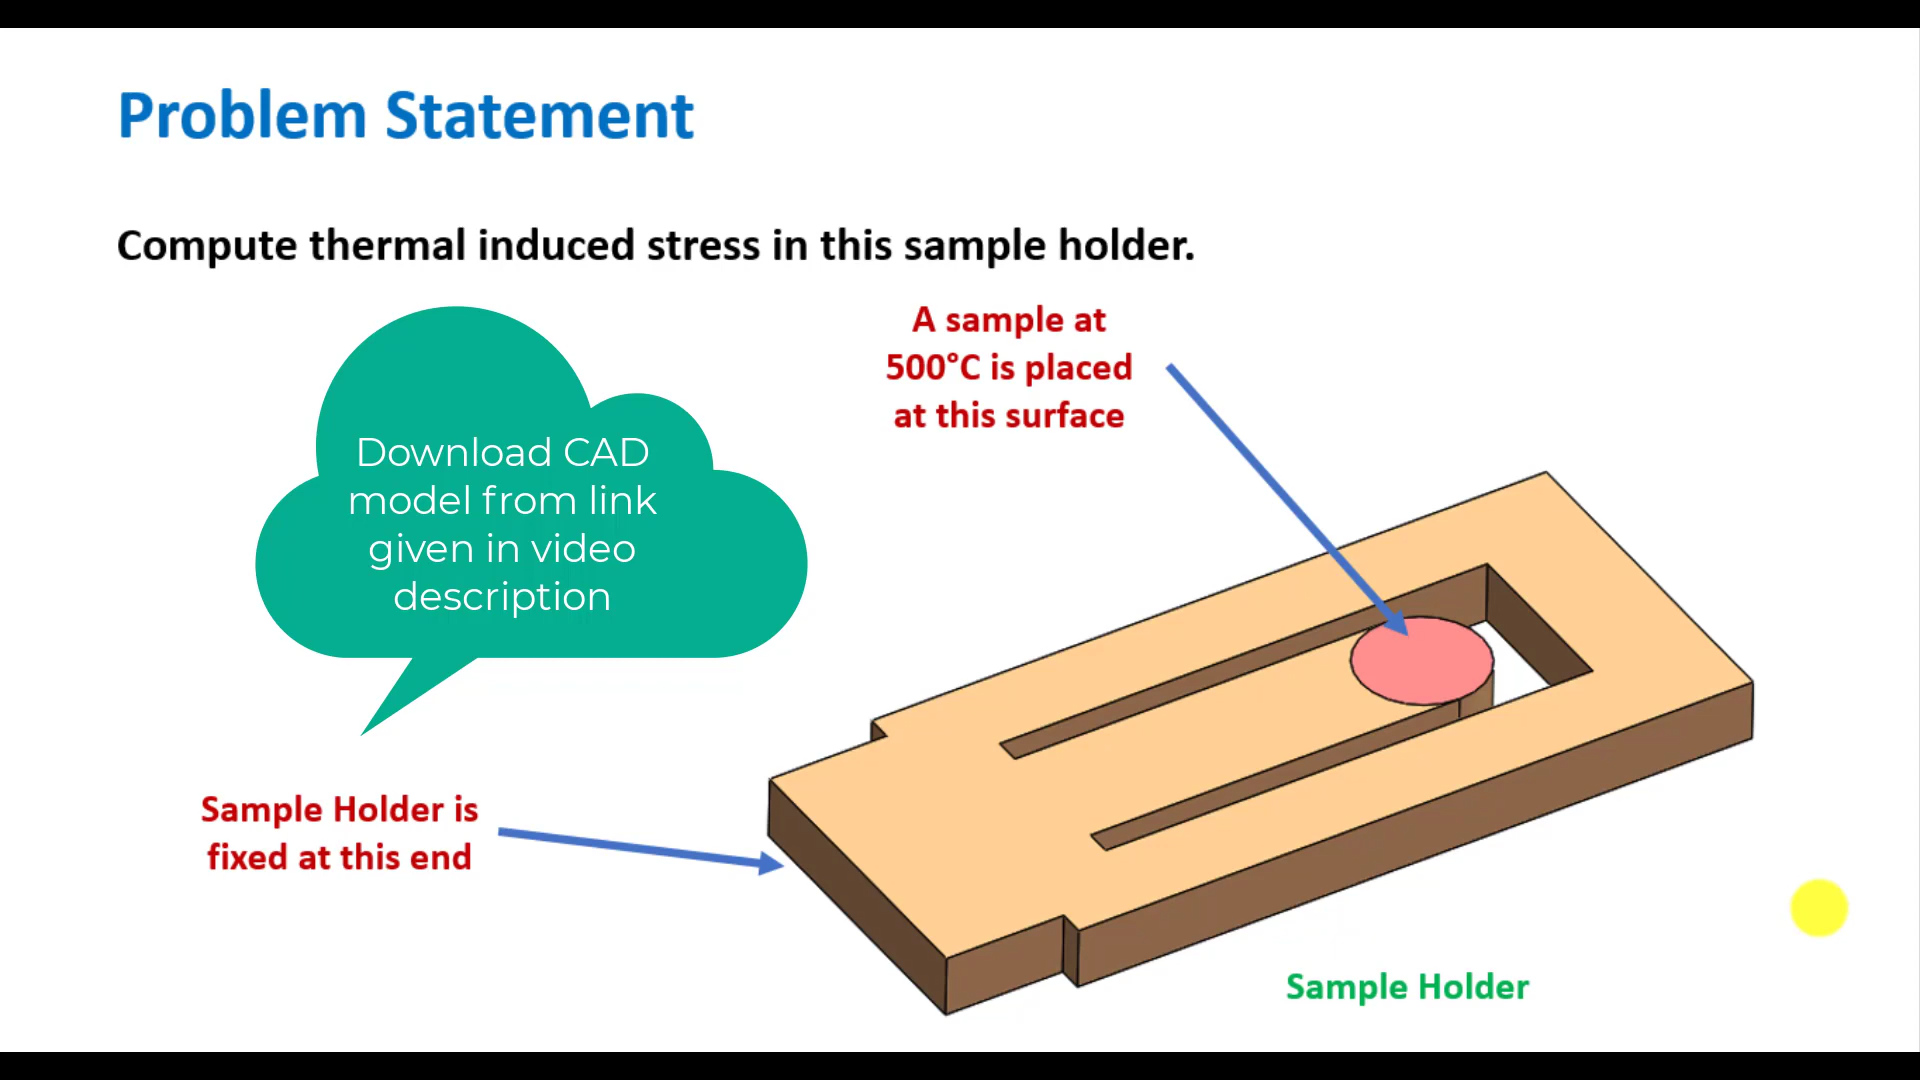 Problem Statement
Compute thermal induced stress in this sample holder.
A sample at
500°C is placed
at this surface
Download CAD
model from link
given in video
description
Sample Holder is
fixed at this end
Sample Holder